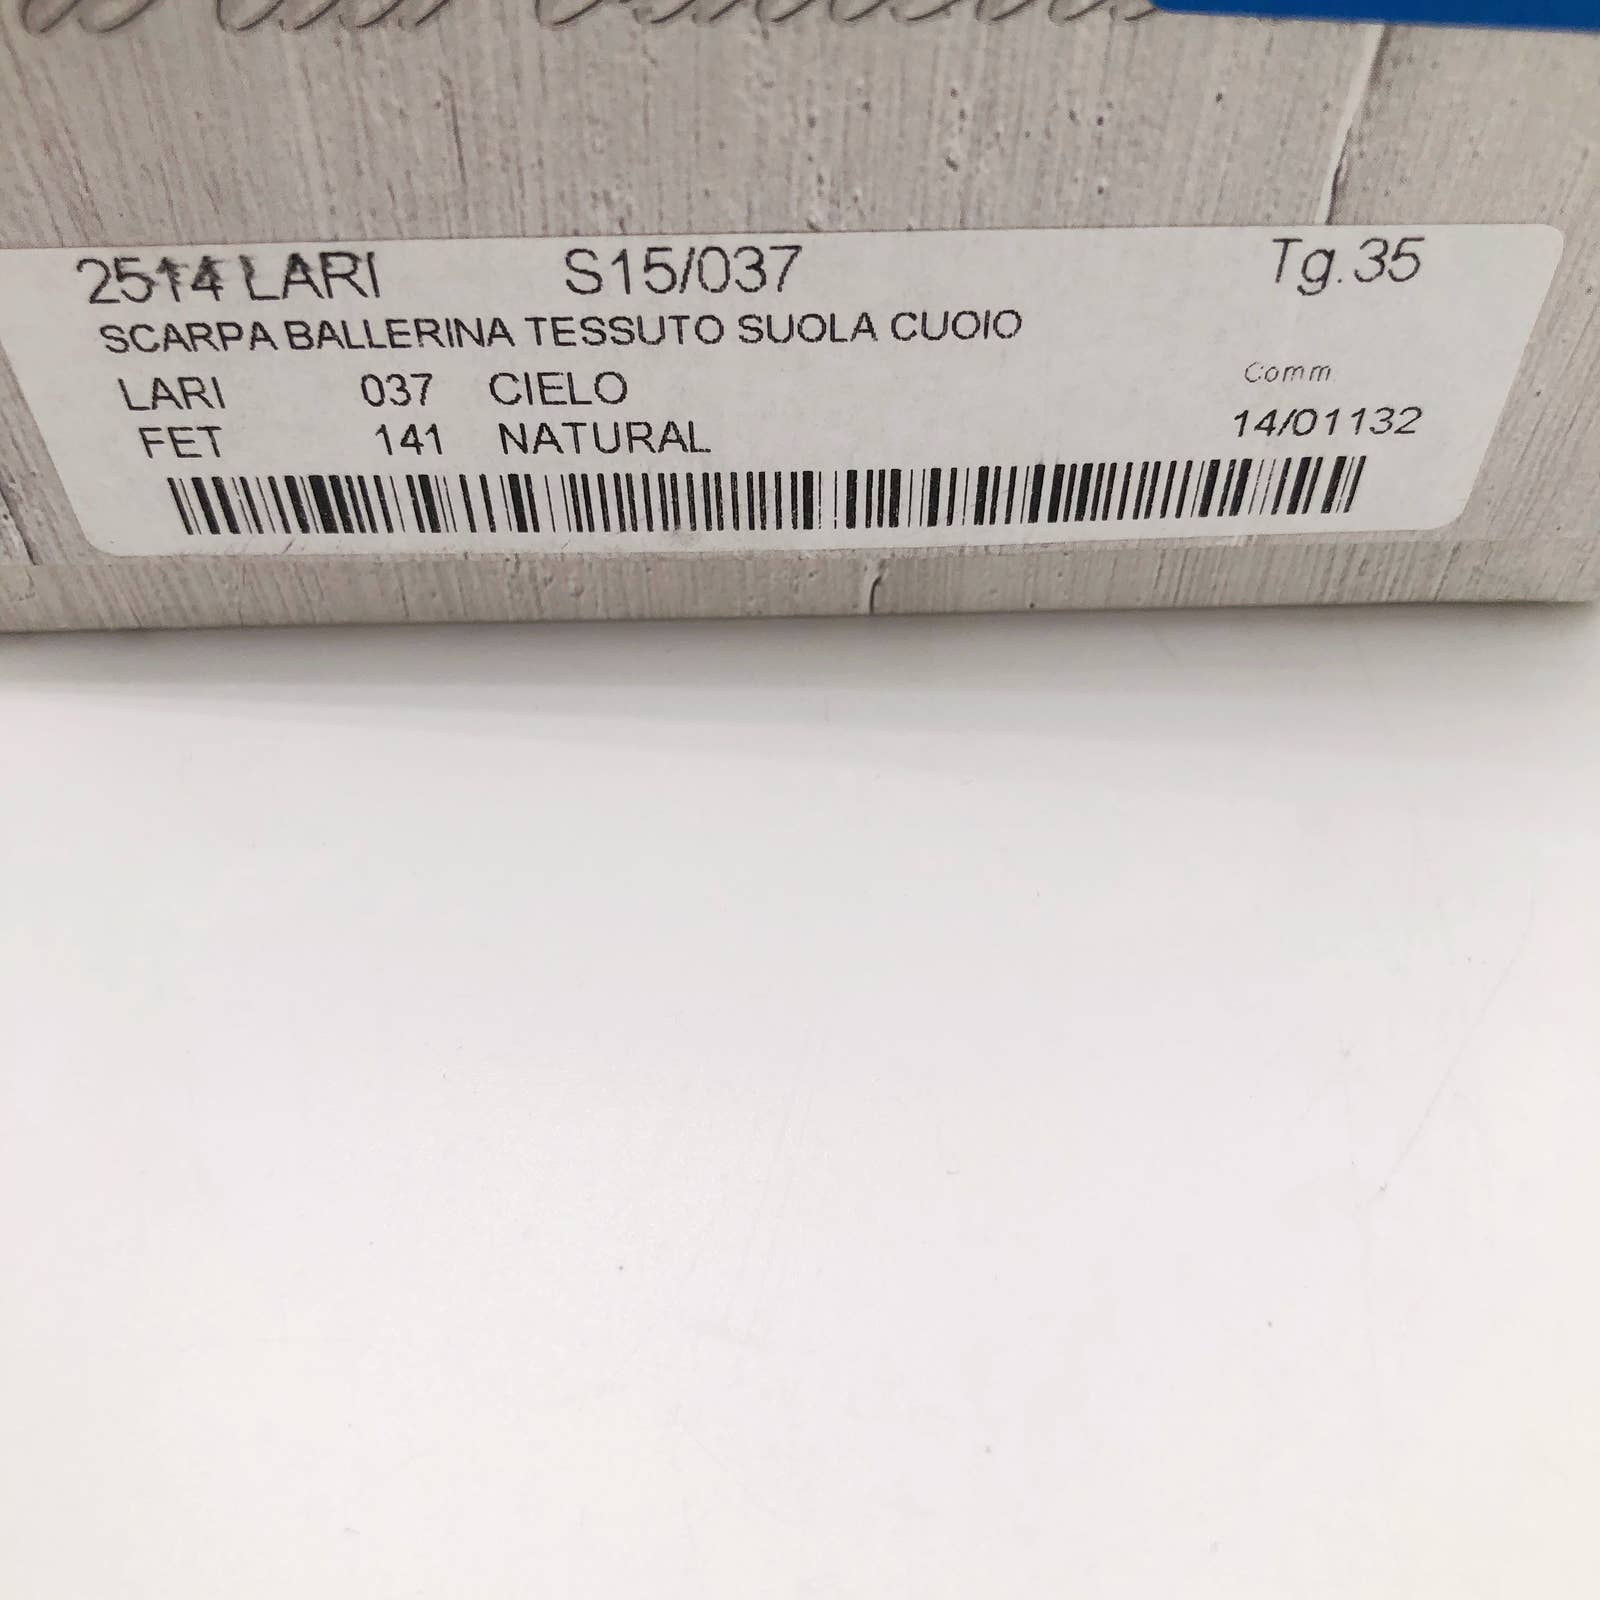 2514 LARI S15/037 Tg.35
SCARPA BALLERINA TESSUTO SUOLA CUOIO
LARI 037 CIELO Comm
FET 141 NATURAL 14/01132